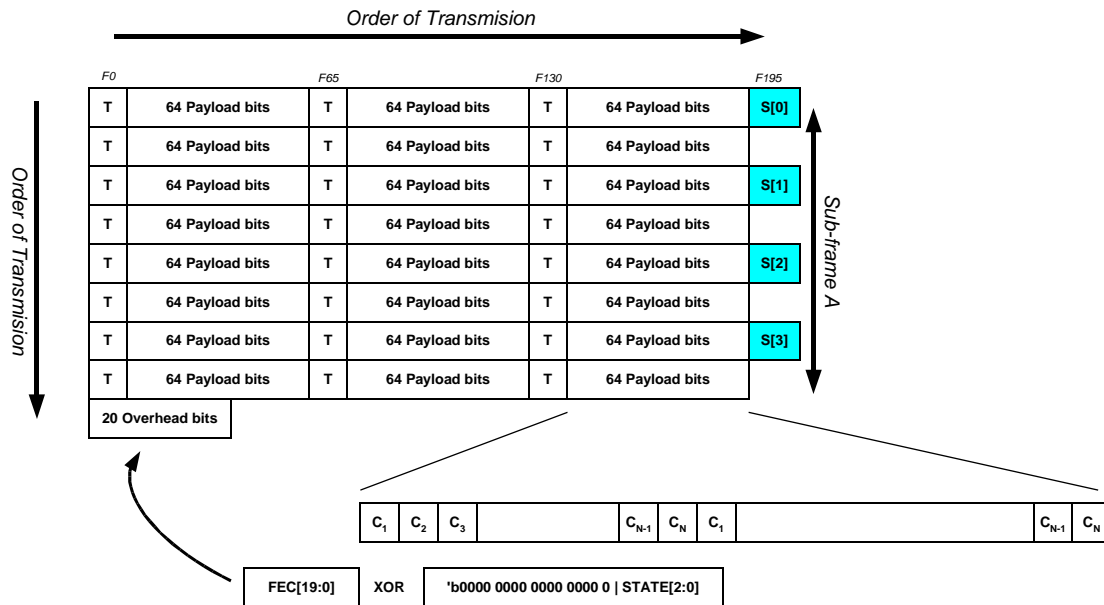 Order of Transmision
F0 F65 F130 F195
T 64 Payload bits T 64 Payload bits T 64 Payload bits S[0]
T 64 Payload bits T 64 Payload bits T 64 Payload bits
T 64 Payload bits T 64 Payload bits T 64 Payload bits S[1]
T 64 Payload bits T 64 Payload bits T 64 Payload bits
T 64 Payload bits T 64 Payload bits T 64 Payload bits S[2]
T 64 Payload bits T 64 Payload bits T 64 Payload bits
T 64 Payload bits T 64 Payload bits T 64 Payload bits S[3]
T 64 Payload bits T 64 Payload bits T 64 Payload bits
20 Overhead bits
Order of Transmision
Sub-frame A
C1 C2 C3 CN-1 CN C1 CN-1 CN
FEC[19:0] XOR 'b0000 0000 0000 0000 0 | STATE[2:0]